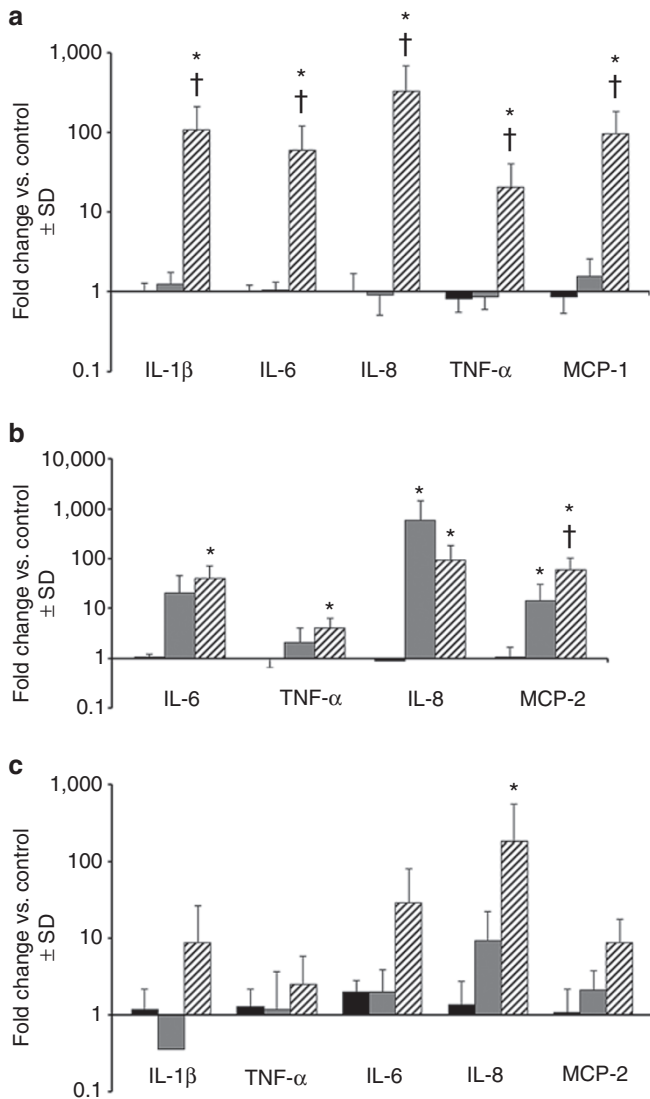 a
Fold change vs. control
± SD
1,000
100
10
1
0.1
* * * * *
† † † † †
IL-1β IL-6 IL-8 TNF-α MCP-1
b
Fold change vs. control
± SD
10,000
1,000
100
10
1
0.1
* * * * * *
†
IL-6 TNF-α IL-8 MCP-2
c
Fold change vs. control
± SD
1,000
100
10
1
0.1
*
IL-1β TNF-α IL-6 IL-8 MCP-2